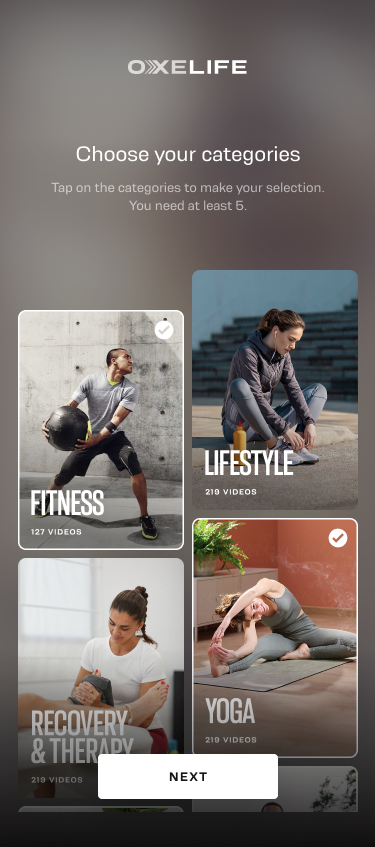 OXELIFE
Choose your categories
Tap on the categories to make your selection.
You need at least 5.
FITNESS
127 VIDEOS
LIFESTYLE
219 VIDEOS
RECOVERY
& THERAPY
219 VIDEOS
YOGA
219 VIDEOS
NEXT